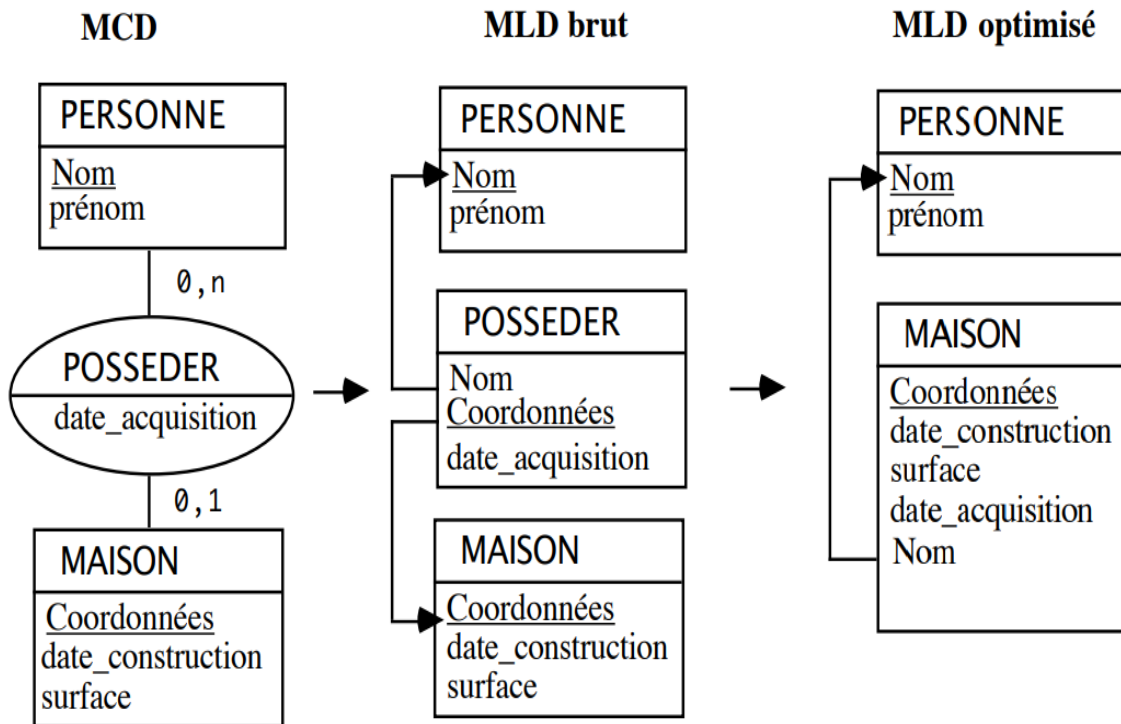 MCD
PERSONNE
Nom
prénom
0,n
POSSEDER
date_acquisition
0,1
MAISON
Coordonnées
date_construction
surface
MLD brut
PERSONNE
Nom
prénom
POSSEDER
Nom
Coordonnées
date_acquisition
MAISON
Coordonnées
date_construction
surface
MLD optimisé
PERSONNE
Nom
prénom
MAISON
Coordonnées
date_construction
surface
date_acquisition
Nom